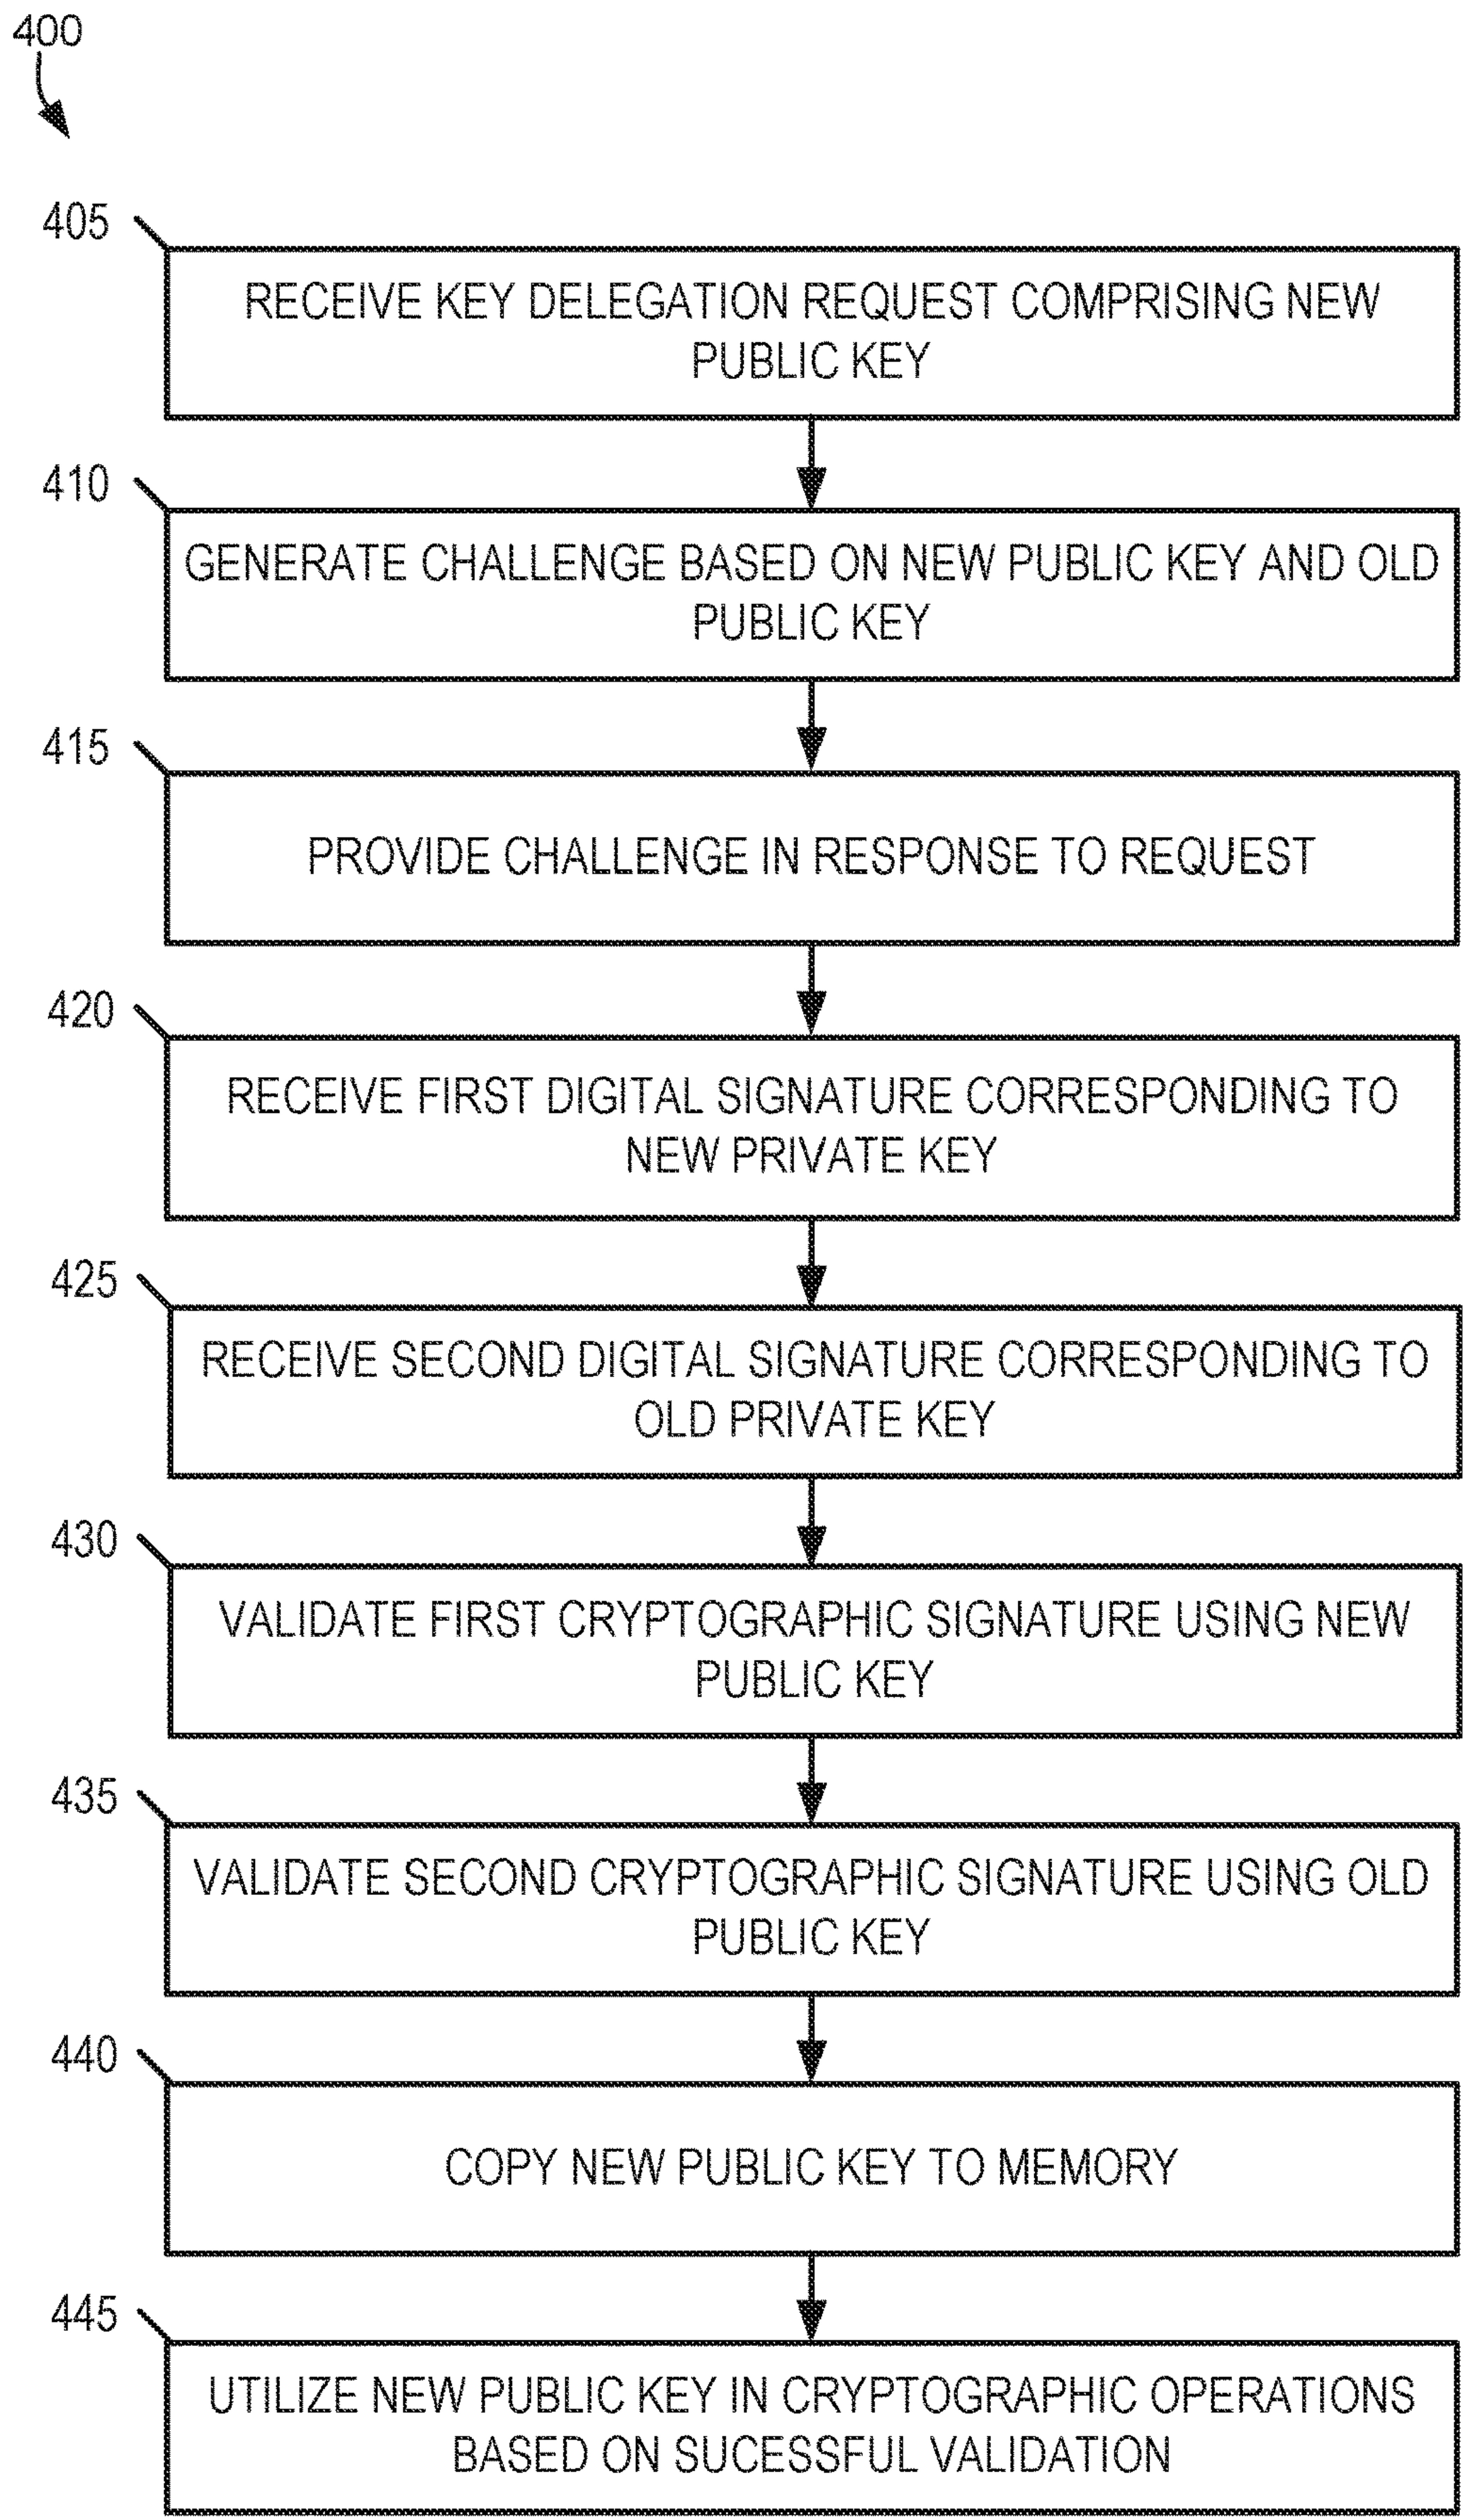 400
405
RECEIVE KEY DELEGATION REQUEST COMPRISING NEW
PUBLIC KEY
410
GENERATE CHALLENGE BASED ON NEW PUBLIC KEY AND OLD
PUBLIC KEY
415
PROVIDE CHALLENGE IN RESPONSE TO REQUEST
420
RECEIVE FIRST DIGITAL SIGNATURE CORRESPONDING TO
NEW PRIVATE KEY
425
RECEIVE SECOND DIGITAL SIGNATURE CORRESPONDING TO
OLD PRIVATE KEY
430
VALIDATE FIRST CRYPTOGRAPHIC SIGNATURE USING NEW
PUBLIC KEY
435
VALIDATE SECOND CRYPTOGRAPHIC SIGNATURE USING OLD
PUBLIC KEY
440
COPY NEW PUBLIC KEY TO MEMORY
445
UTILIZE NEW PUBLIC KEY IN CRYPTOGRAPHIC OPERATIONS
BASED ON SUCESSFUL VALIDATION